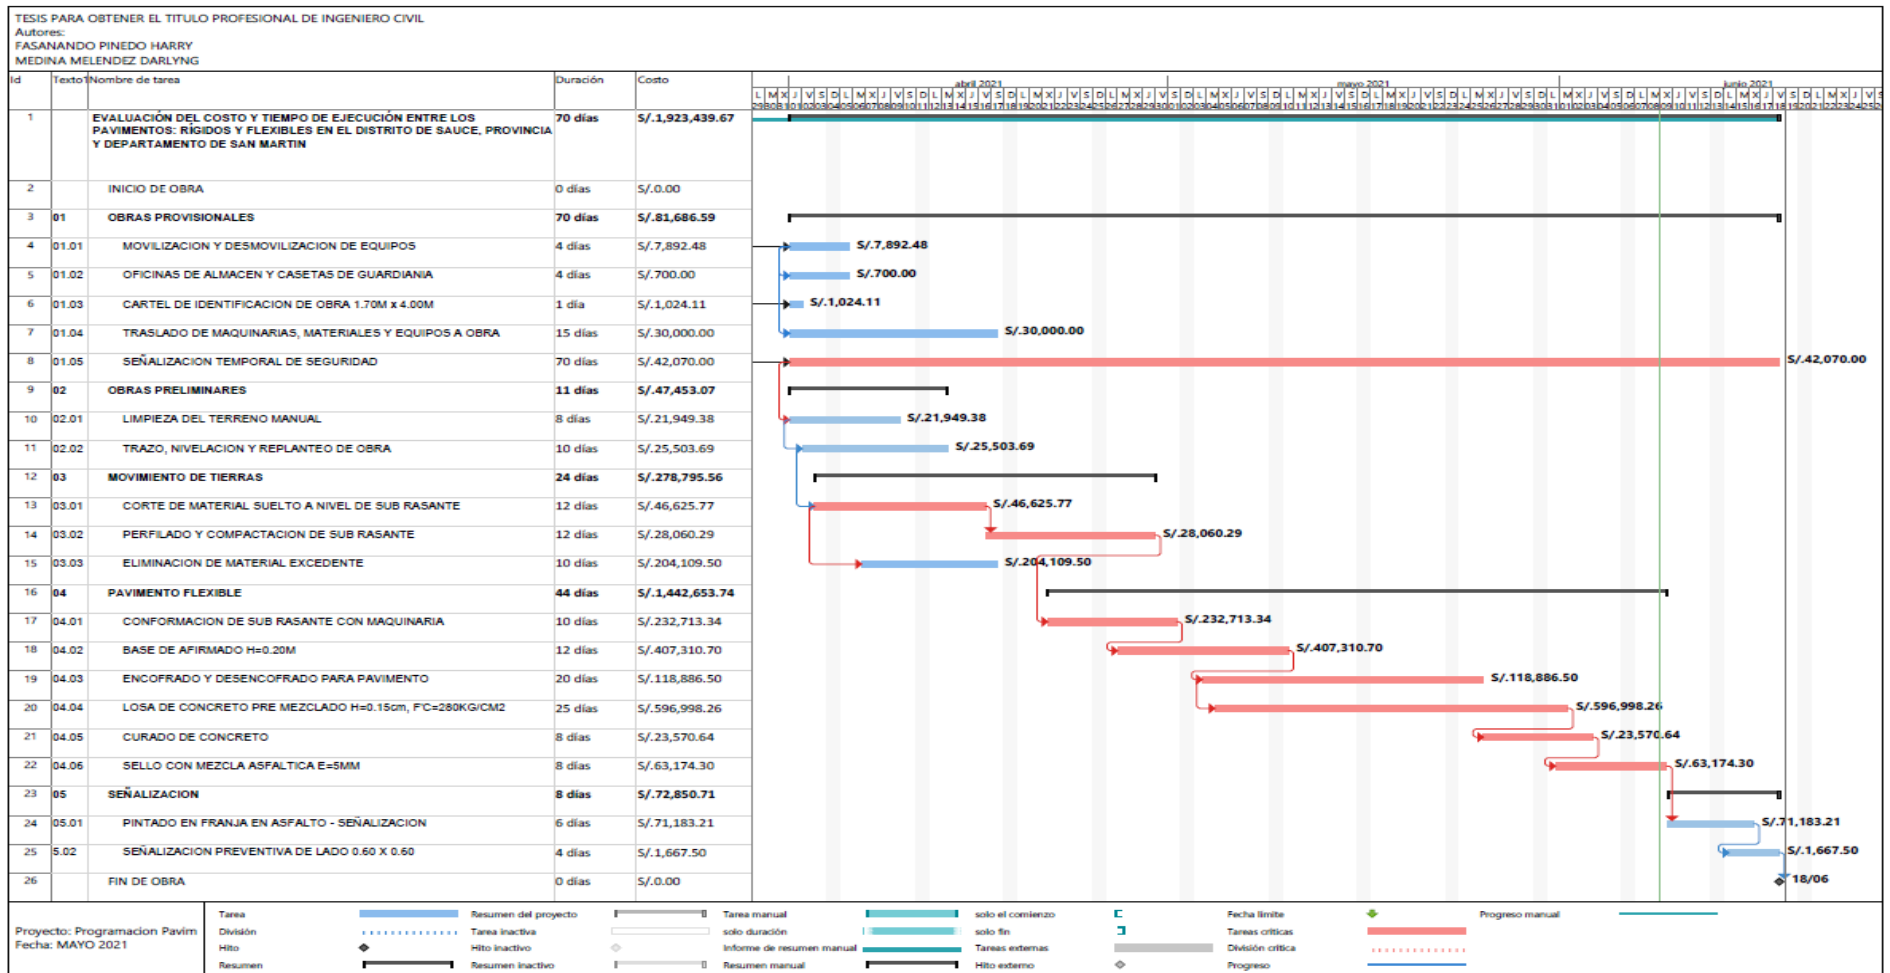 TESIS PARA OBTENER EL TITULO PROFESIONAL DE INGENIERO CIVIL
Autores:
FASANANDO PINEDO HARRY
MEDINA MELENDEZ DARLYNG
Id Texto1 Nombre de tarea Duración Costo
abril 2021 mayo 2021 junio 2021
1 EVALUACIÓN DEL COSTO Y TIEMPO DE EJECUCIÓN ENTRE LOS 70 días S/.1,923,439.67
PAVIMENTOS: RÍGIDOS Y FLEXIBLES EN EL DISTRITO DE SAUCE, PROVINCIA
Y DEPARTAMENTO DE SAN MARTIN
2 INICIO DE OBRA 0 días S/.0.00
3 01 OBRAS PROVISIONALES 70 días S/.81,686.59
4 01.01 MOVILIZACION Y DESMOVILIZACION DE EQUIPOS 4 días S/.7,892.48 S/.7,892.48
5 01.02 OFICINAS DE ALMACEN Y CASETAS DE GUARDIANIA 4 días S/.700.00 S/.700.00
6 01.03 CARTEL DE IDENTIFICACION DE OBRA 1.70M x 4.00M 1 día S/.1,024.11 S/.1,024.11
7 01.04 TRASLADO DE MAQUINARIAS, MATERIALES Y EQUIPOS A OBRA 15 días S/.30,000.00 S/.30,000.00
8 01.05 SEÑALIZACION TEMPORAL DE SEGURIDAD 70 días S/.42,070.00 S/.42,070.00
9 02 OBRAS PRELIMINARES 11 días S/.47,453.07
10 02.01 LIMPIEZA DEL TERRENO MANUAL 8 días S/.21,949.38 S/.21,949.38
11 02.02 TRAZO, NIVELACION Y REPLANTEO DE OBRA 10 días S/.25,503.69 S/.25,503.69
12 03 MOVIMIENTO DE TIERRAS 24 días S/.278,795.56
13 03.01 CORTE DE MATERIAL SUELTO A NIVEL DE SUB RASANTE 12 días S/.46,625.77 S/.46,625.77
14 03.02 PERFILADO Y COMPACTACION DE SUB RASANTE 12 días S/.28,060.29 S/.28,060.29
15 03.03 ELIMINACION DE MATERIAL EXCEDENTE 10 días S/.204,109.50 S/.204,109.50
16 04 PAVIMENTO FLEXIBLE 44 días S/.1,442,653.74
17 04.01 CONFORMACION DE SUB RASANTE CON MAQUINARIA 10 días S/.232,713.34 S/.232,713.34
18 04.02 BASE DE AFIRMADO H=0.20M 12 días S/.407,310.70 S/.407,310.70
19 04.03 ENCOFRADO Y DESENCOFRADO PARA PAVIMENTO 20 días S/.118,886.50 S/.118,886.50
20 04.04 LOSA DE CONCRETO PRE MEZCLADO H=0.15cm, F'C=280KG/CM2 25 días S/.596,998.26 S/.596,998.26
21 04.05 CURADO DE CONCRETO 8 días S/.23,570.64 S/.23,570.64
22 04.06 SELLO CON MEZCLA ASFALTICA E=5MM 8 días S/.63,174.30 S/.63,174.30
23 05 SEÑALIZACION 8 días S/.72,850.71
24 05.01 PINTADO EN FRANJA EN ASFALTO - SEÑALIZACION 6 días S/.71,183.21 S/.71,183.21
25 5.02 SEÑALIZACION PREVENTIVA DE LADO 0.60 X 0.60 4 días S/.1,667.50 S/.1,667.50
26 FIN DE OBRA 0 días S/.0.00 18/06
Proyecto: Programacion Pavim
Fecha: MAYO 2021
Tarea Resumen del proyecto Tarea manual solo el comienzo Fecha límite Progreso manual
División Tarea inactiva solo duración solo fin Tareas críticas
Hito Hito inactivo Informe de resumen manual Tareas externas División crítica
Resumen Resumen inactivo Resumen manual Hito externo Progreso